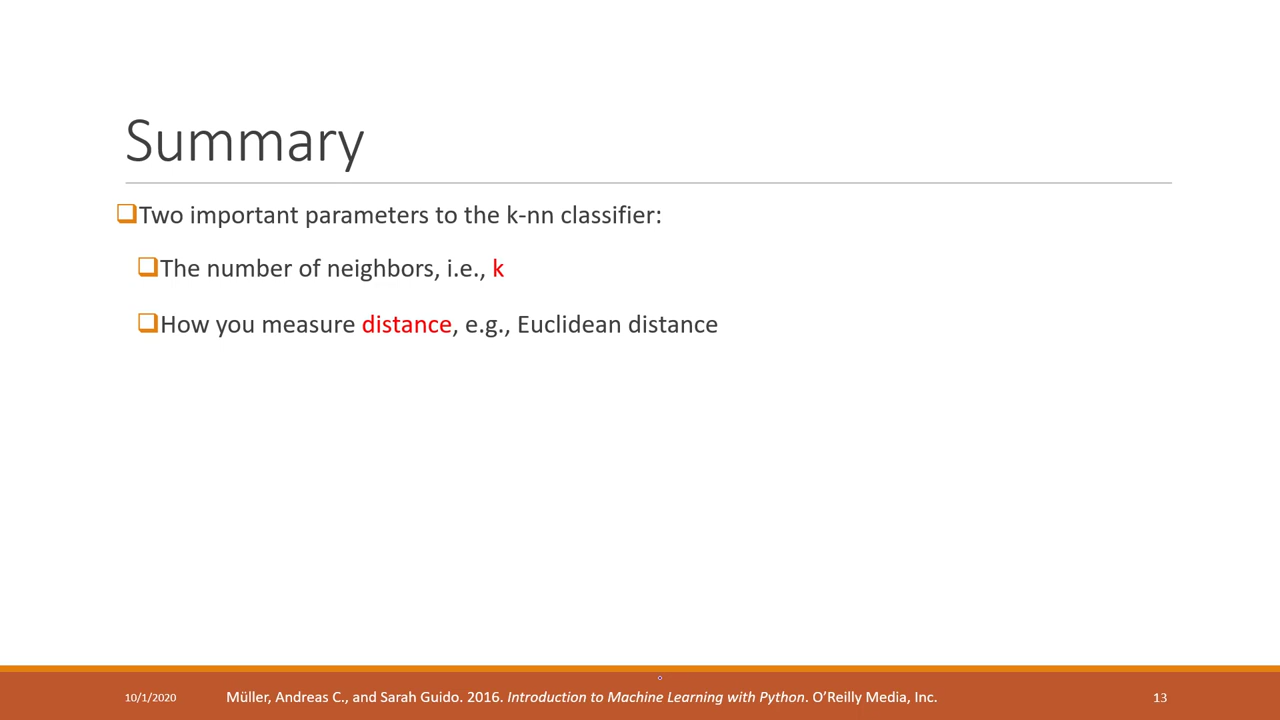 Summary
❑Two important parameters to the k-nn classifier:
❑The number of neighbors, i.e., k
❑How you measure distance, e.g., Euclidean distance
10/1/2020
Müller, Andreas C., and Sarah Guido. 2016. Introduction to Machine Learning with Python. O’Reilly Media, Inc.
13